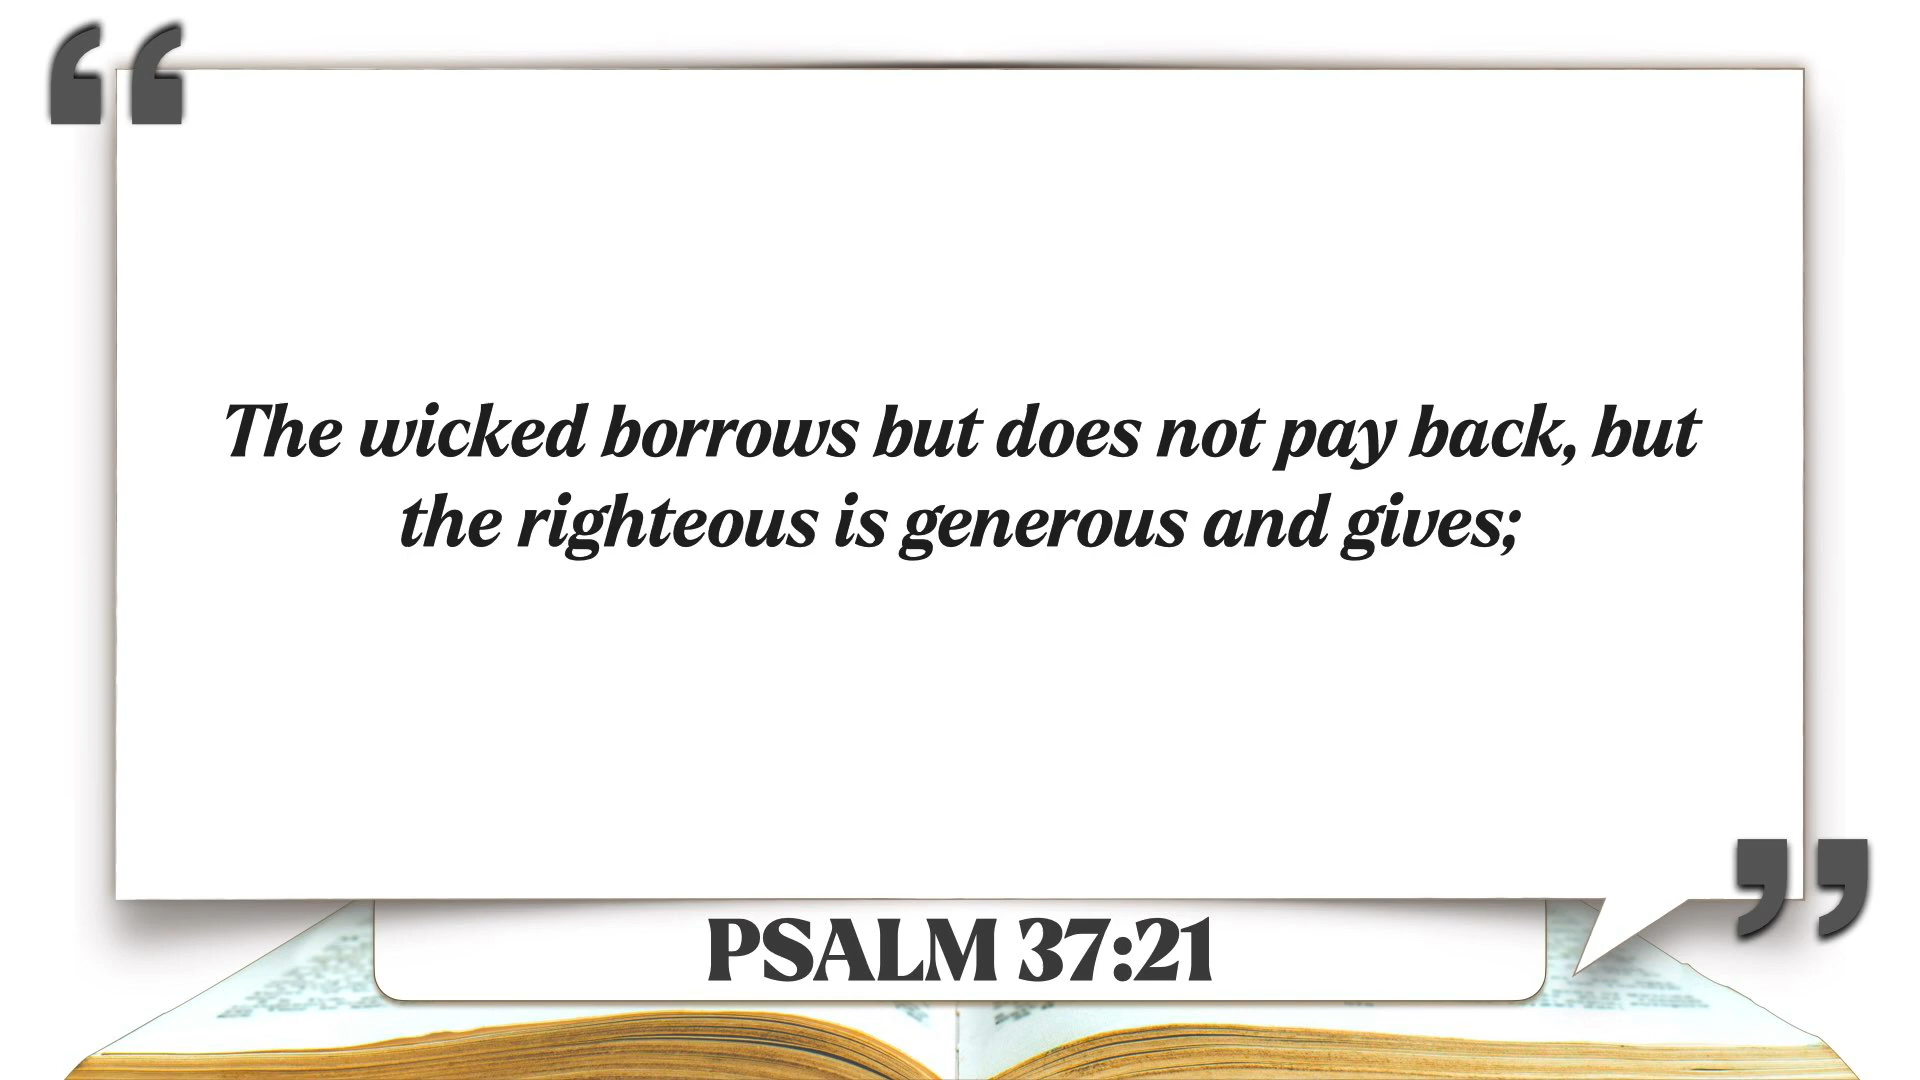 “
The wicked borrows but does not pay back, but
the righteous is generous and gives;
”
PSALM 37:21